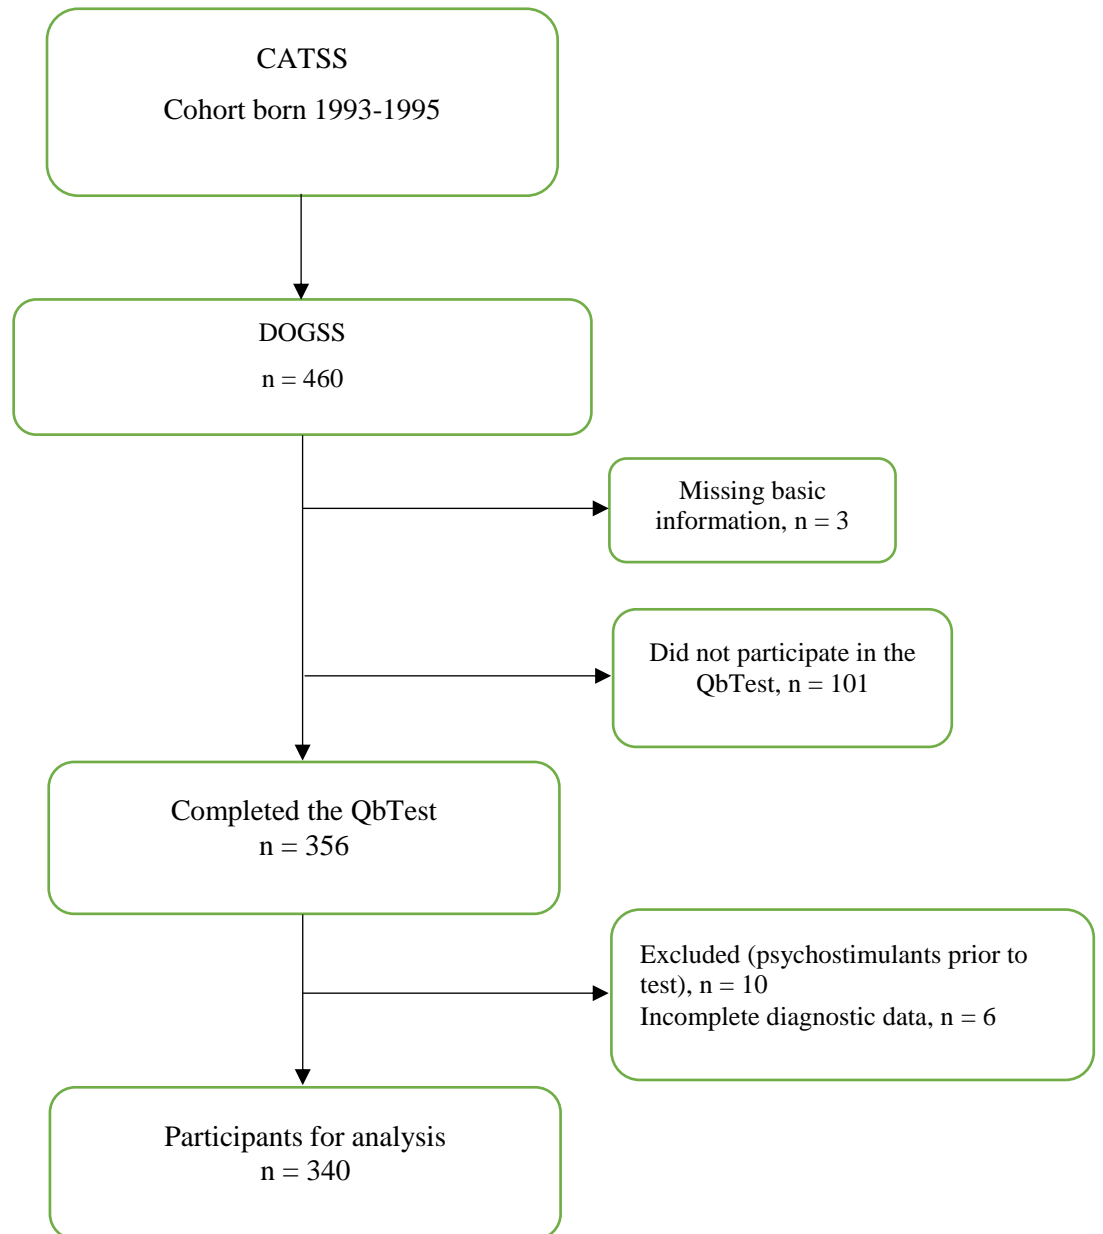 CATSS
Cohort born 1993-1995
DOGSS
n = 460
Missing basic
information, n = 3
Did not participate in the
QbTest, n = 101
Completed the QbTest
n = 356
Excluded (psychostimulants prior to
test), n = 10
Incomplete diagnostic data, n = 6
Participants for analysis
n = 340